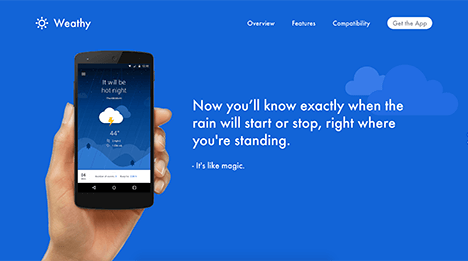 Weathy
Overview
Features
Compatibility
Get the App
It will be
hot night
44°
Now you’ll know exactly when the
rain will start or stop, right where
you're standing.
- It's like magic.